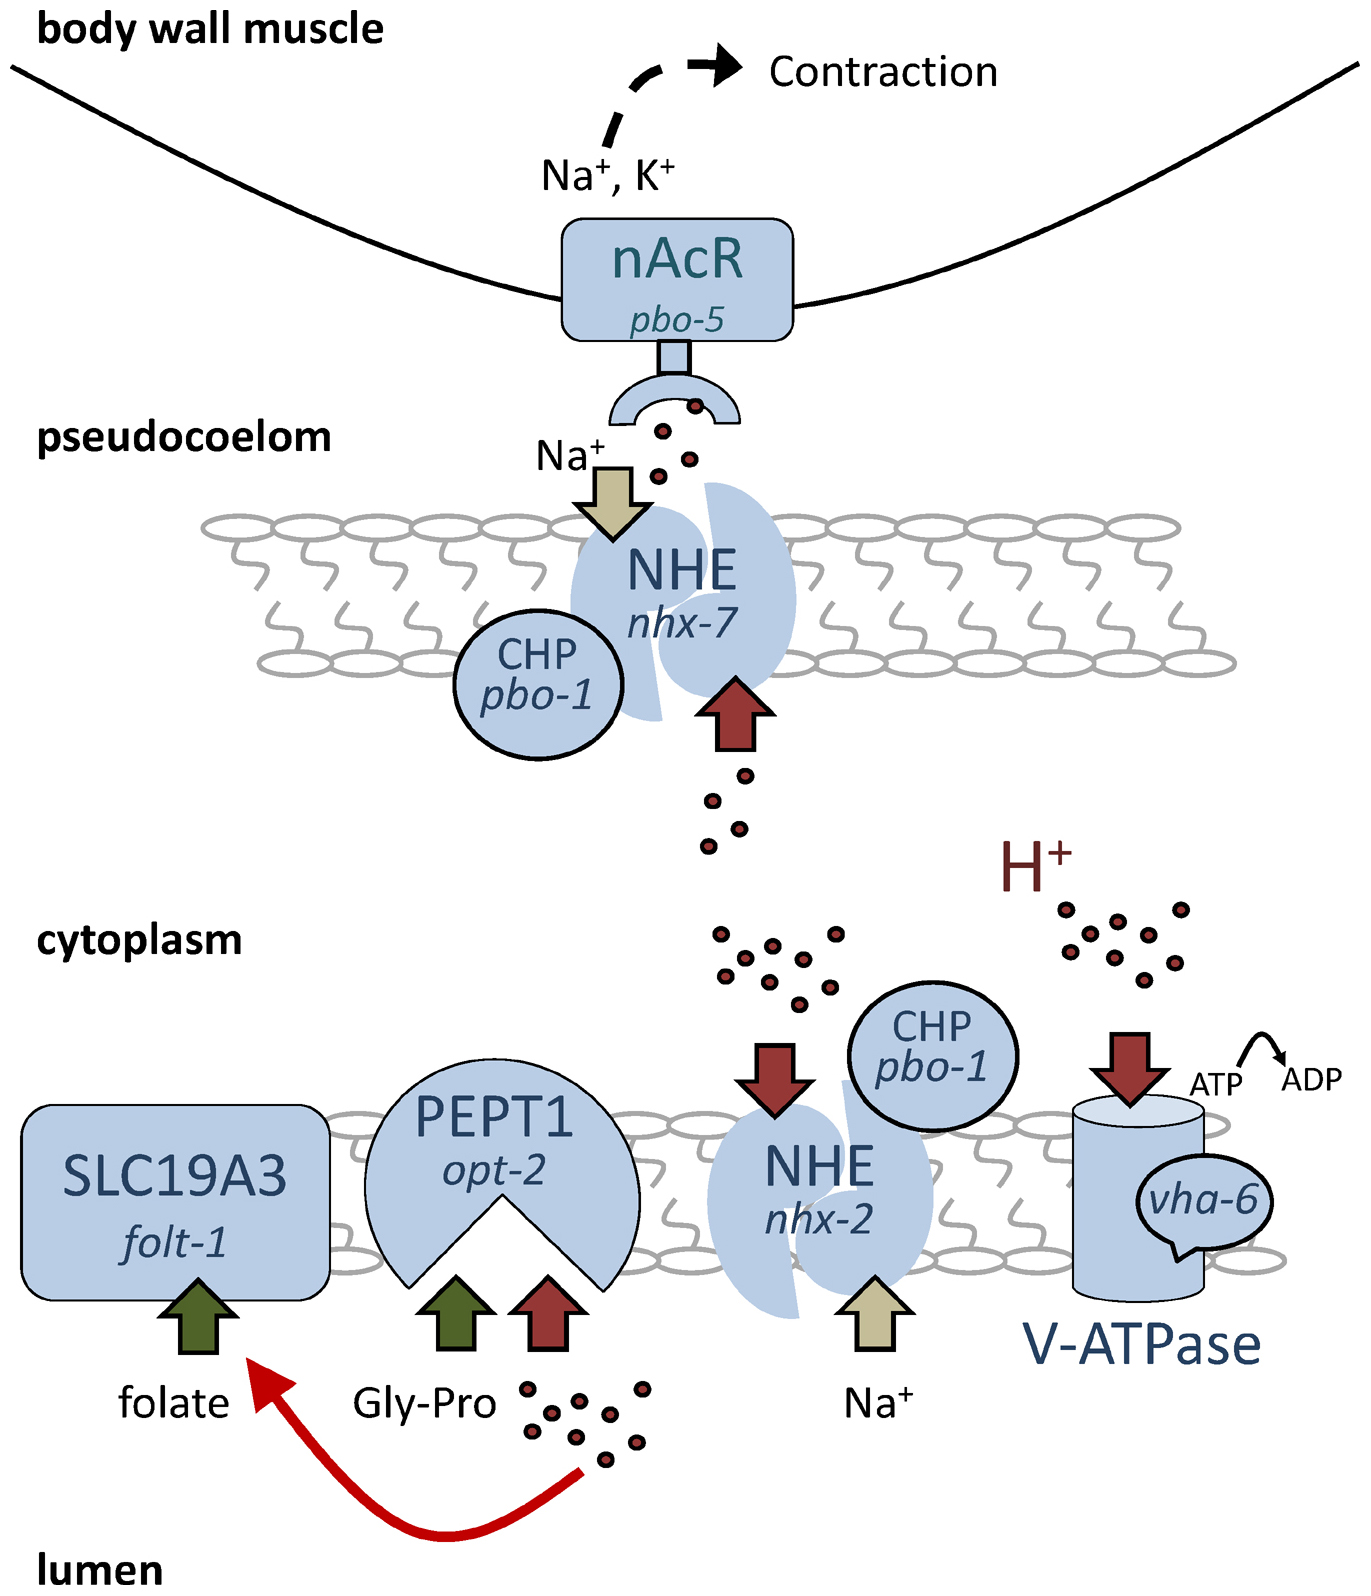 body wall muscle
Contraction
Na⁺, K⁺
nAcR
pbo-5
pseudocoelom
Na⁺
NHE
nhx-7
CHP
pbo-1
H⁺
cytoplasm
CHP
pbo-1
ATP
ADP
PEPT1
opt-2
SLC19A3
folt-1
NHE
nhx-2
vha-6
V-ATPase
folate
Gly-Pro
Na⁺
lumen